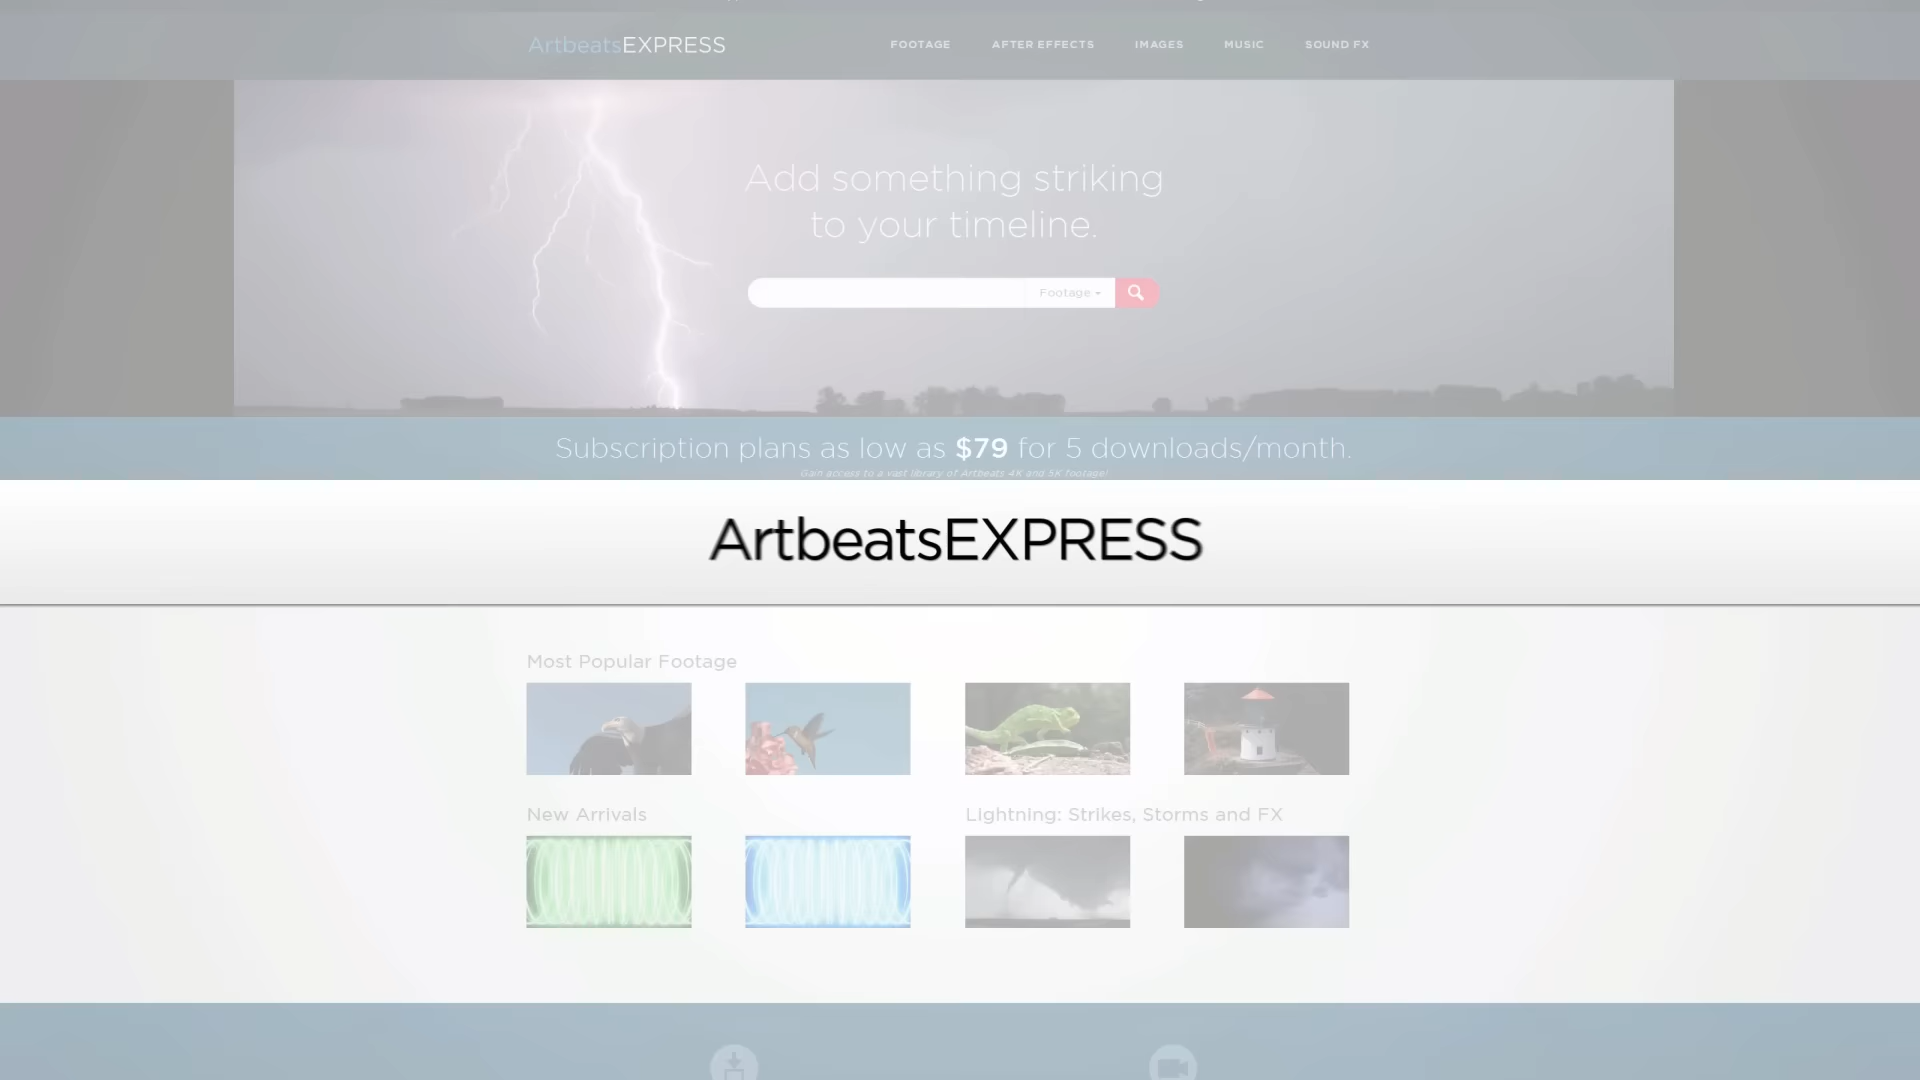 ArtbeatsEXPRESS
FOOTAGE AFTER EFFECTS IMAGES MUSIC SOUND FX
Add something striking
to your timeline.
Footage
Subscription plans as low as $79 for 5 downloads/month.
Gain access to a vast library of Artbeats 4K and 5K footage!
ArtbeatsEXPRESS
Most Popular Footage
New Arrivals
Lightning: Strikes, Storms and FX